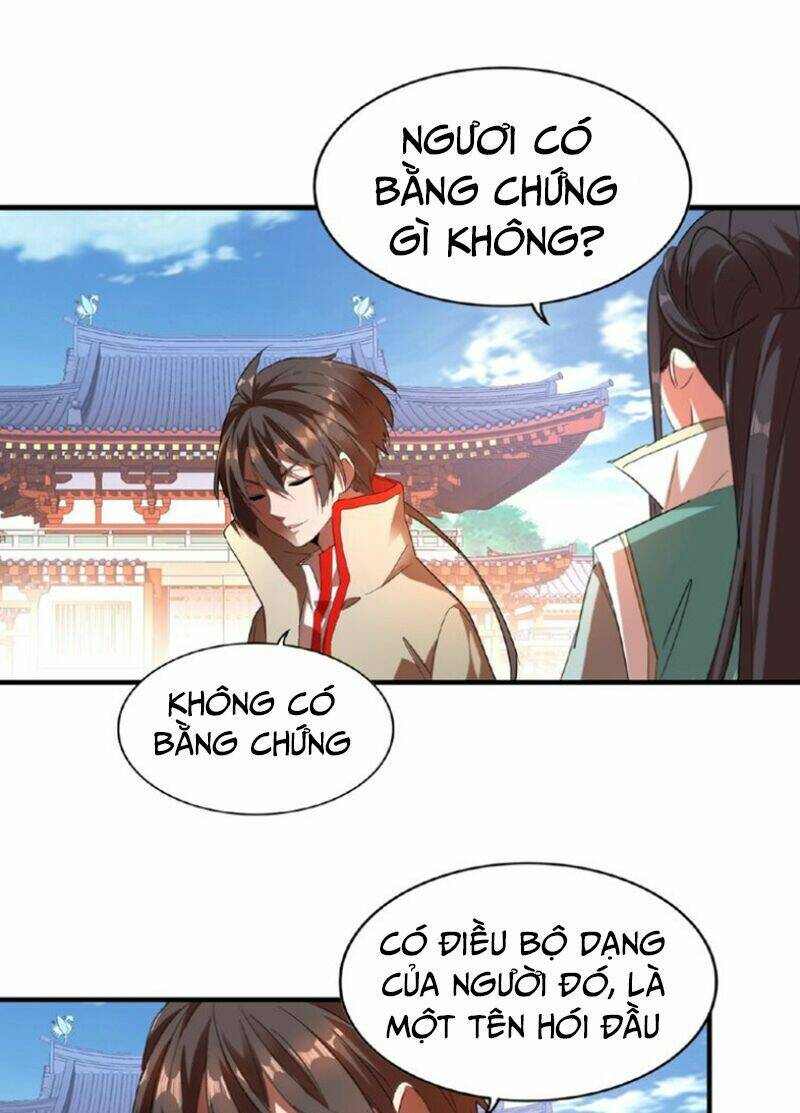 NGƯƠI CÓ
BẰNG CHỨNG
GÌ KHÔNG?
KHÔNG CÓ
BẰNG CHỨNG
CÓ ĐIỀU BỘ DẠNG
CỦA NGƯỜI ĐÓ, LÀ
MỘT TÊN HÓI ĐẦU